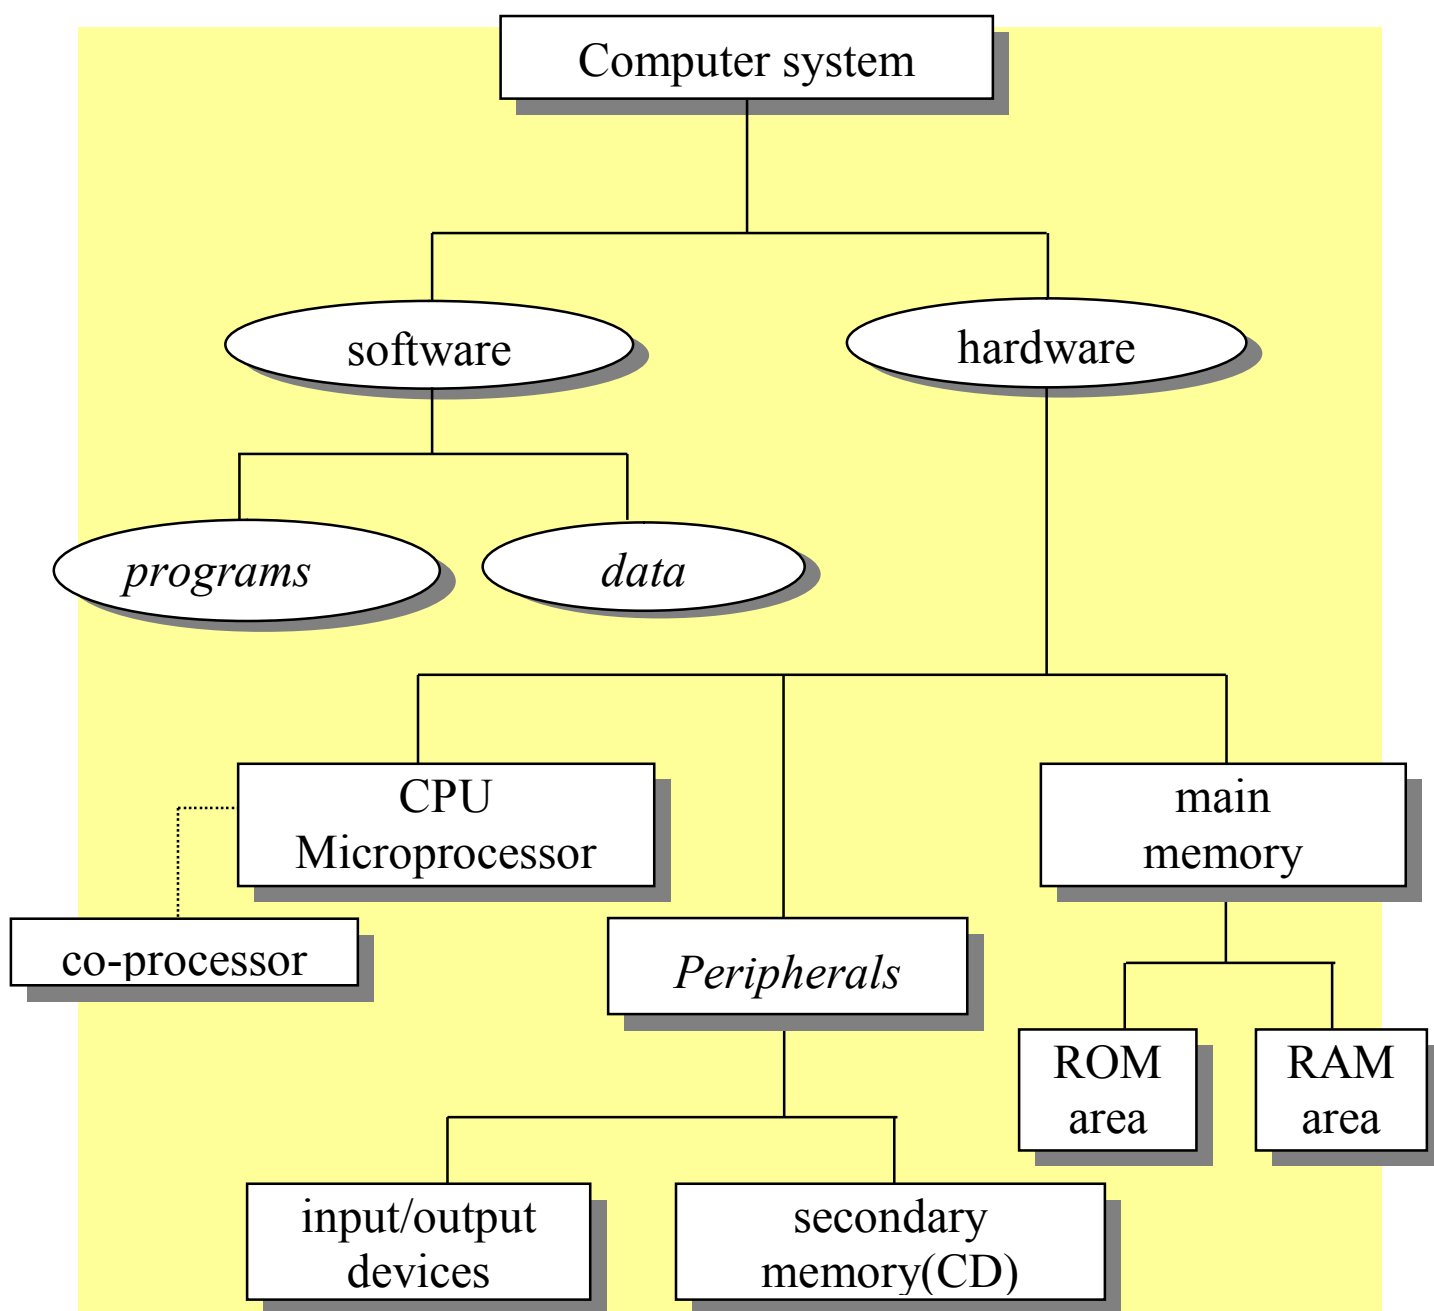 Computer system
software
hardware
programs
data
CPU
Microprocessor
main
memory
co-processor
Peripherals
ROM
area
RAM
area
input/output
devices
secondary
memory(CD)